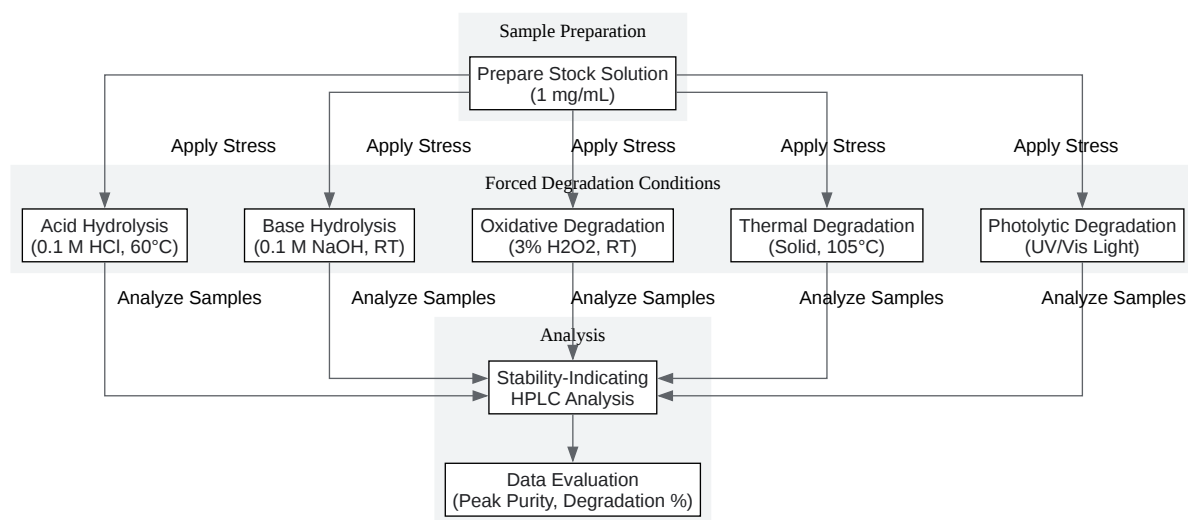 Sample Preparation
Prepare Stock Solution
(1 mg/mL)
Apply Stress
Apply Stress
Apply Stress
Apply Stress
Apply Stress
Forced Degradation Conditions
Acid Hydrolysis
(0.1 M HCl, 60°C)
Base Hydrolysis
(0.1 M NaOH, RT)
Oxidative Degradation
(3% H2O2, RT)
Thermal Degradation
(Solid, 105°C)
Photolytic Degradation
(UV/Vis Light)
Analyze Samples
Analyze Samples
Analyze Samples
Analyze Samples
Analyze Samples
Analysis
Stability-Indicating
HPLC Analysis
Data Evaluation
(Peak Purity, Degradation %)